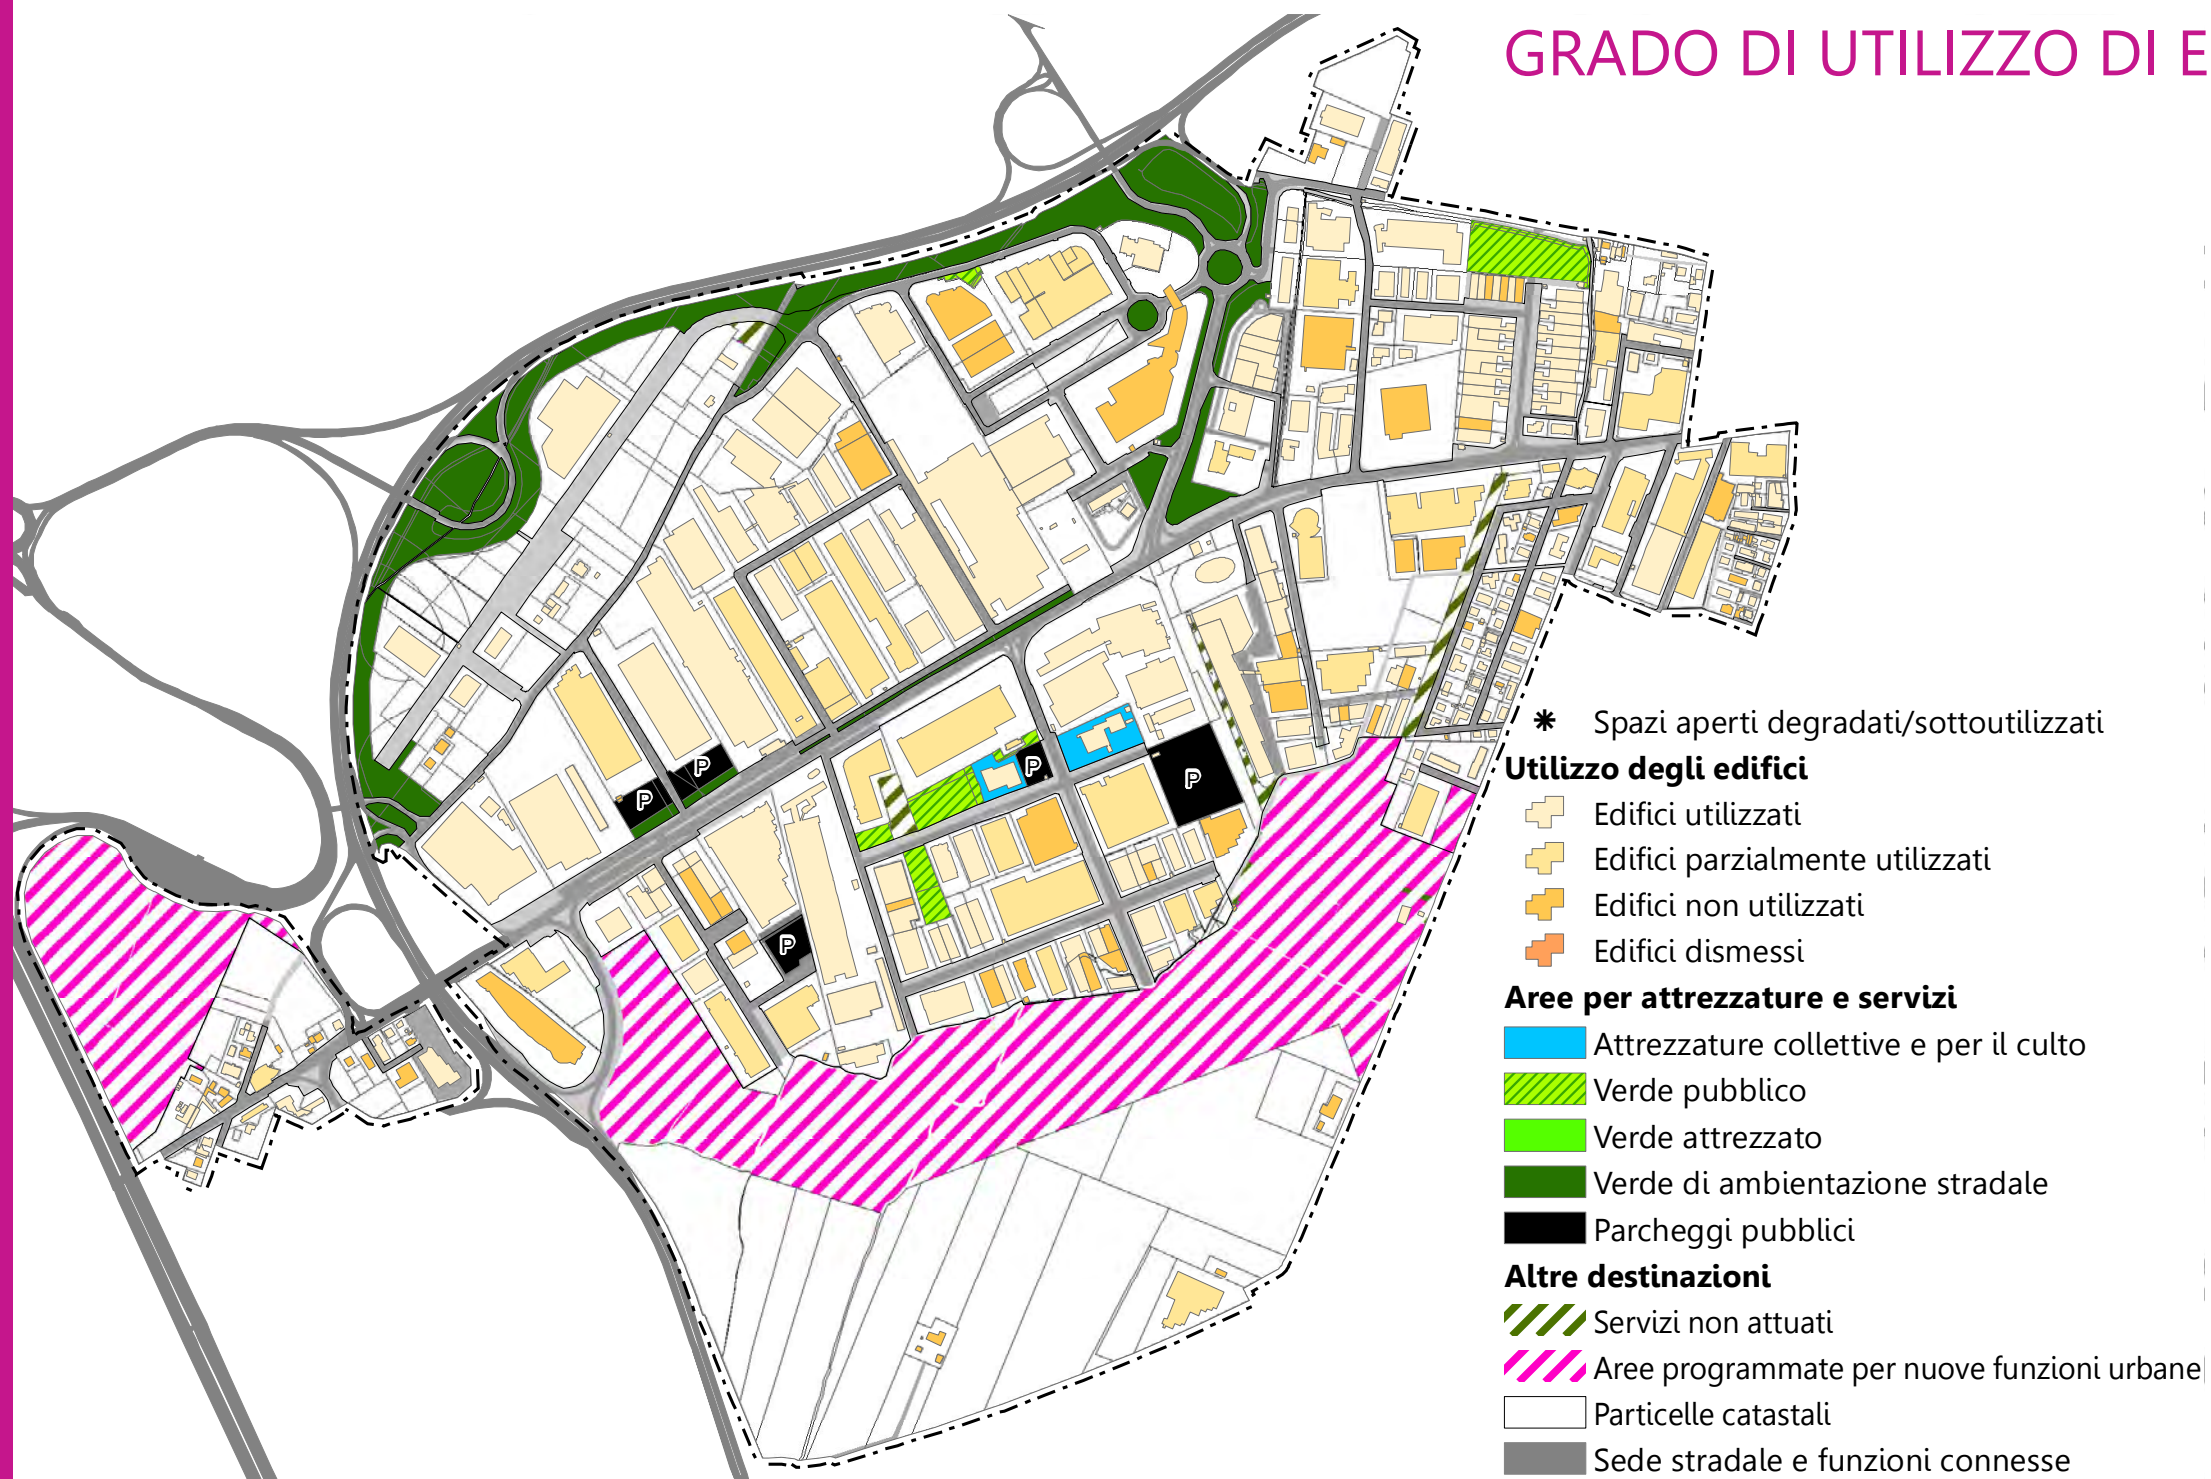 GRADO DI UTILIZZO DI E
P
P
P
P
P
Spazi aperti degradati/sottoutilizzati
Utilizzo degli edifici
Edifici utilizzati
Edifici parzialmente utilizzati
Edifici non utilizzati
Edifici dismessi
Aree per attrezzature e servizi
Attrezzature collettive e per il culto
Verde pubblico
Verde attrezzato
Verde di ambientazione stradale
Parcheggi pubblici
Altre destinazioni
Servizi non attuati
Aree programmate per nuove funzioni urbane
Particelle catastali
Sede stradale e funzioni connesse